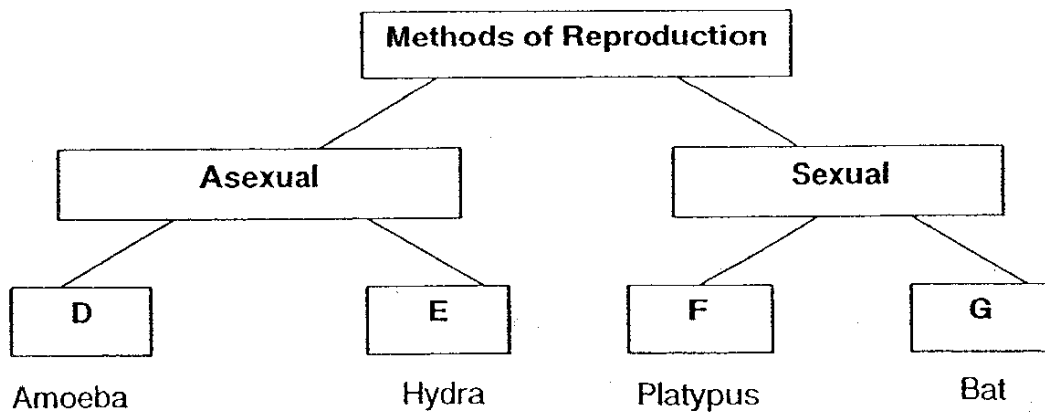 Methods of Reproduction
Asexual
Sexual
D
E
F
G
Amoeba
Hydra
Platypus
Bat